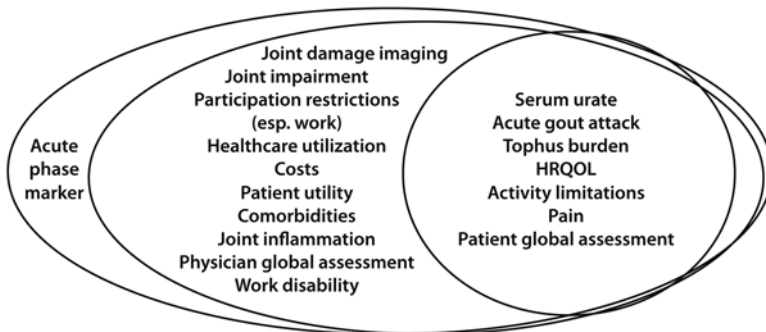 Acute
phase
marker
Joint damage imaging
Joint impairment
Participation restrictions
(esp. work)
Healthcare utilization
Costs
Patient utility
Comorbidities
Joint inflammation
Physician global assessment
Work disability
Serum urate
Acute gout attack
Tophus burden
HRQOL
Activity limitations
Pain
Patient global assessment